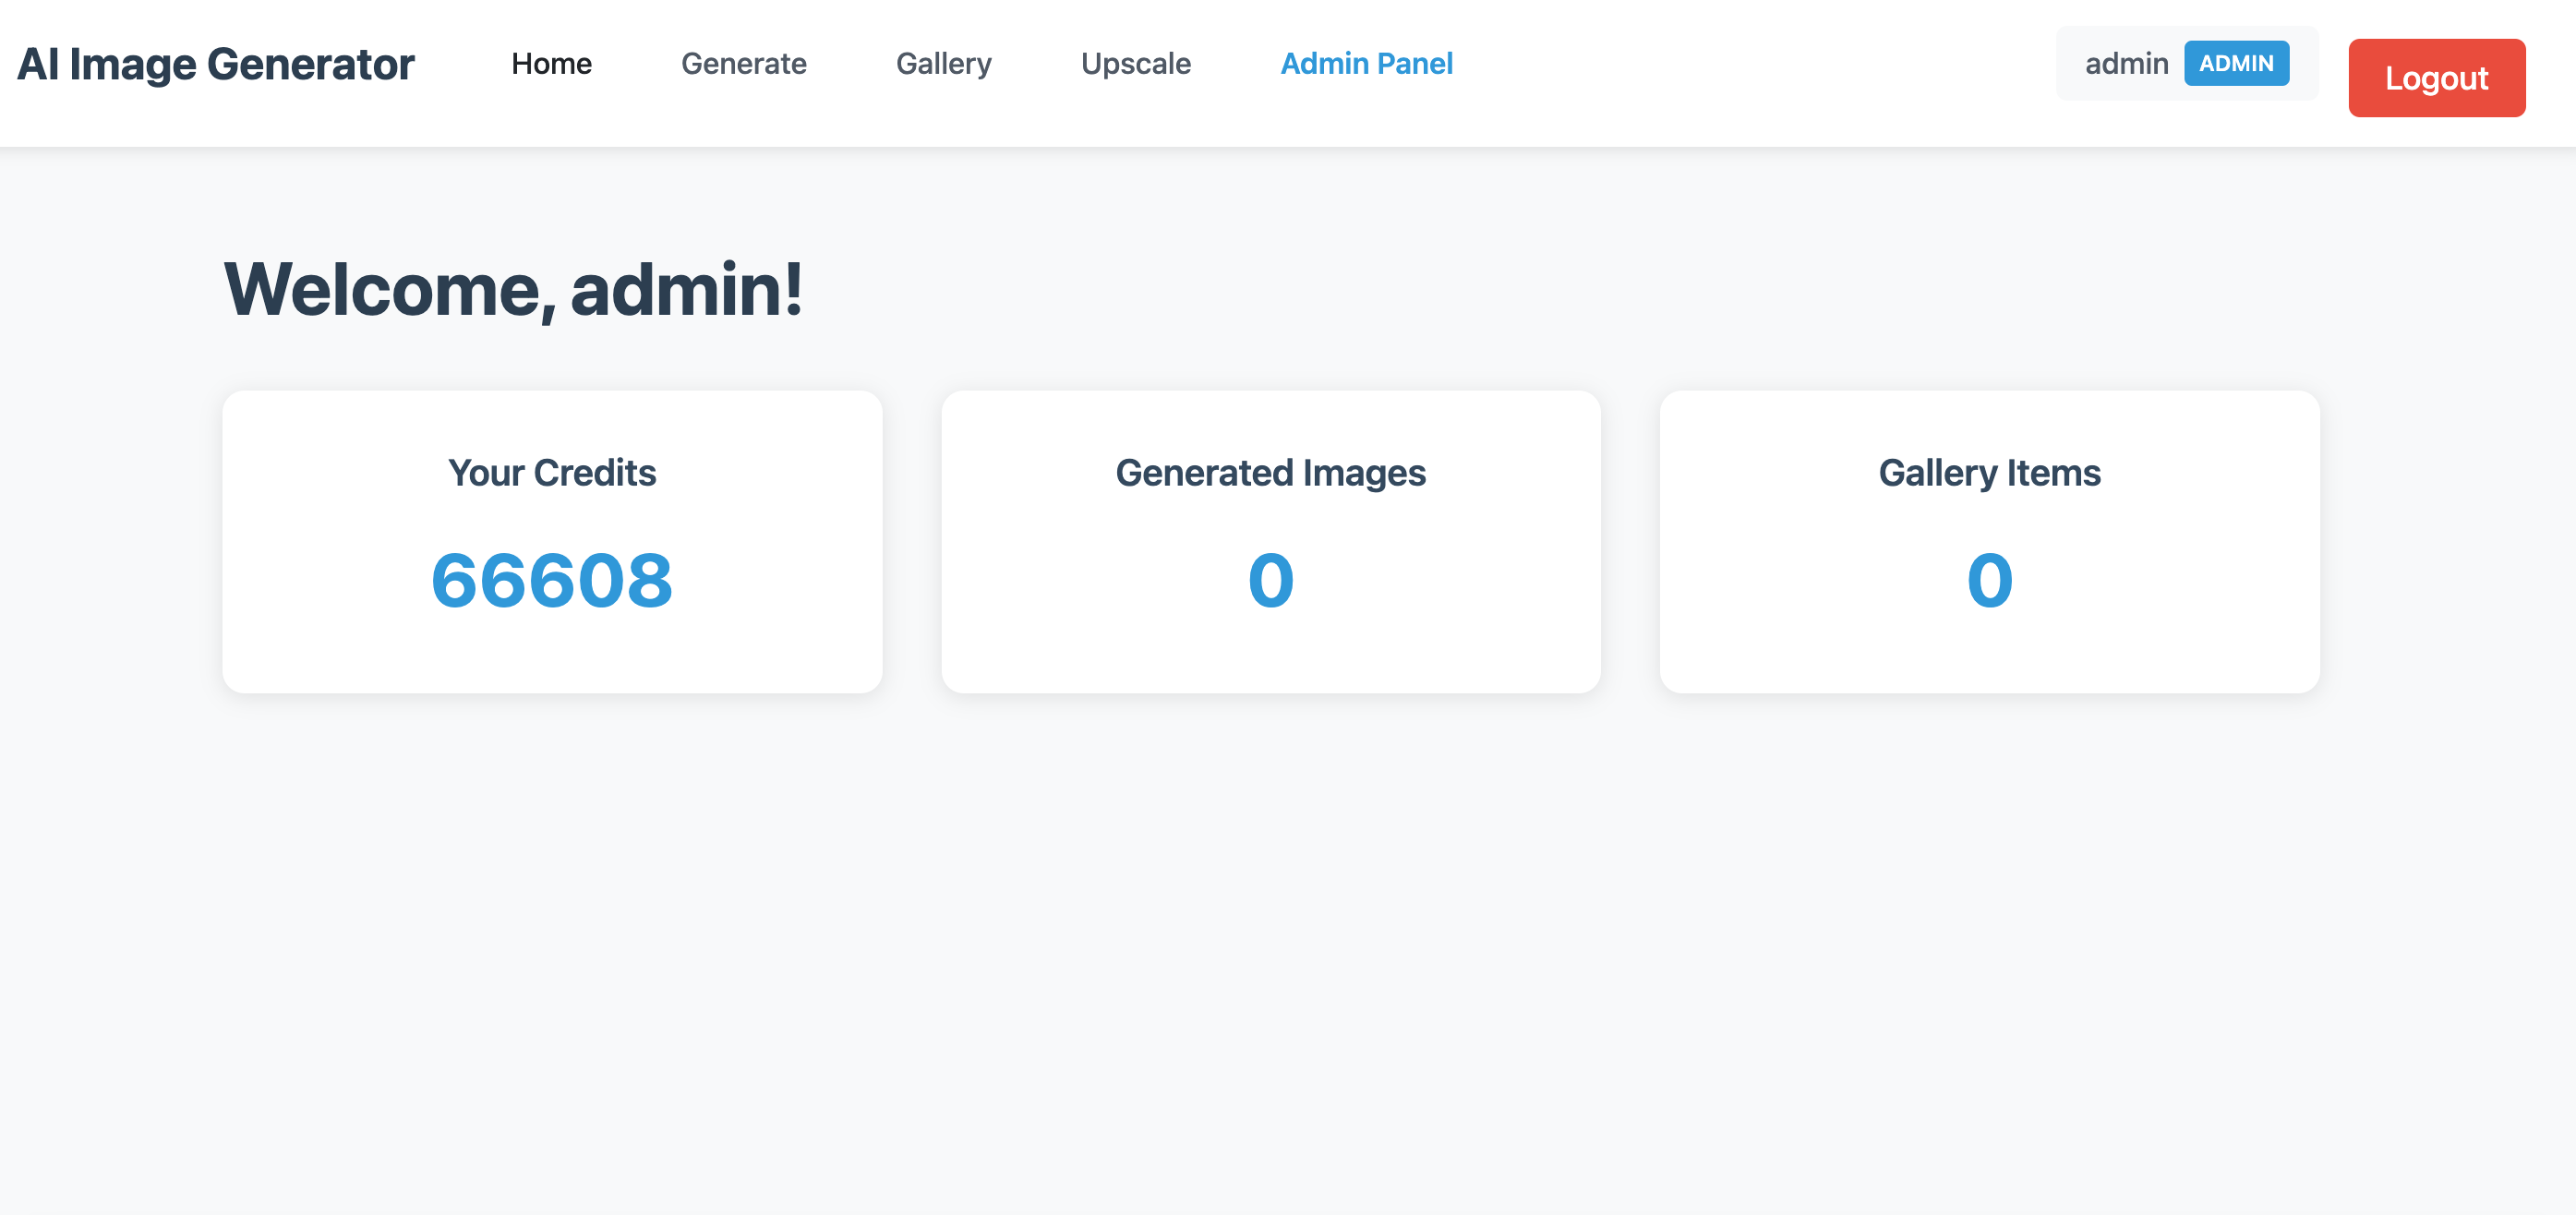 AI Image Generator Home Generate Gallery Upscale Admin Panel admin ADMIN Logout
Welcome, admin!
Your Credits
66608
Generated Images
0
Gallery Items
0